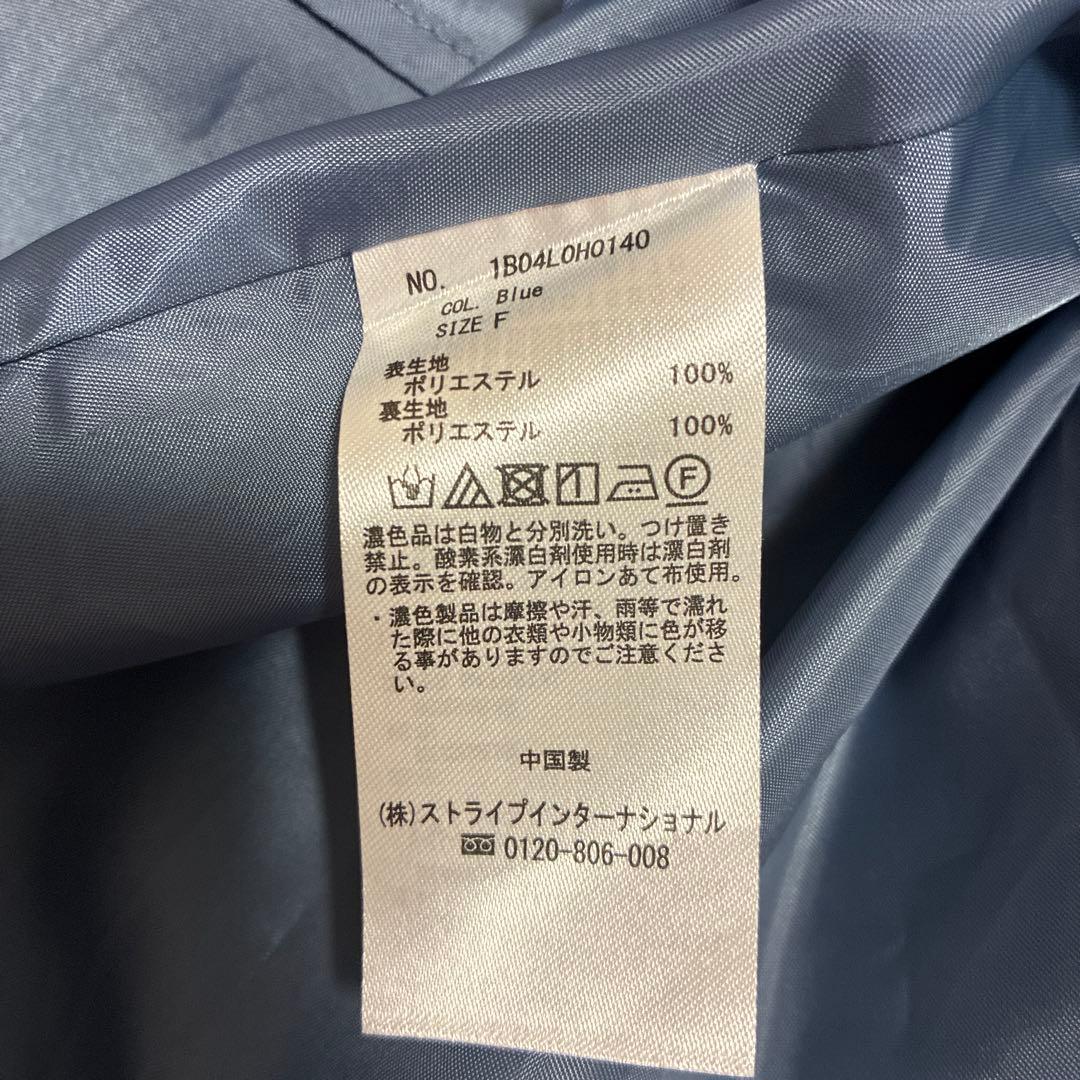 NO. 1B04L0H0140
COL. Blue
SIZE F
表生地
ポリエステル 100%
裏生地
ポリエステル 100%
F
濃色品は白物と分別洗い。つけ置き
禁止。酸素系漂白剤使用時は漂白剤
の表示を確認。アイロンあて布使用。
・濃色製品は摩擦や汗、雨等で濡れ
た際に他の衣類や小物類に色が移
る事がありますのでご注意くださ
い。
中国製
(株)ストライプインターナショナル
0120-806-008